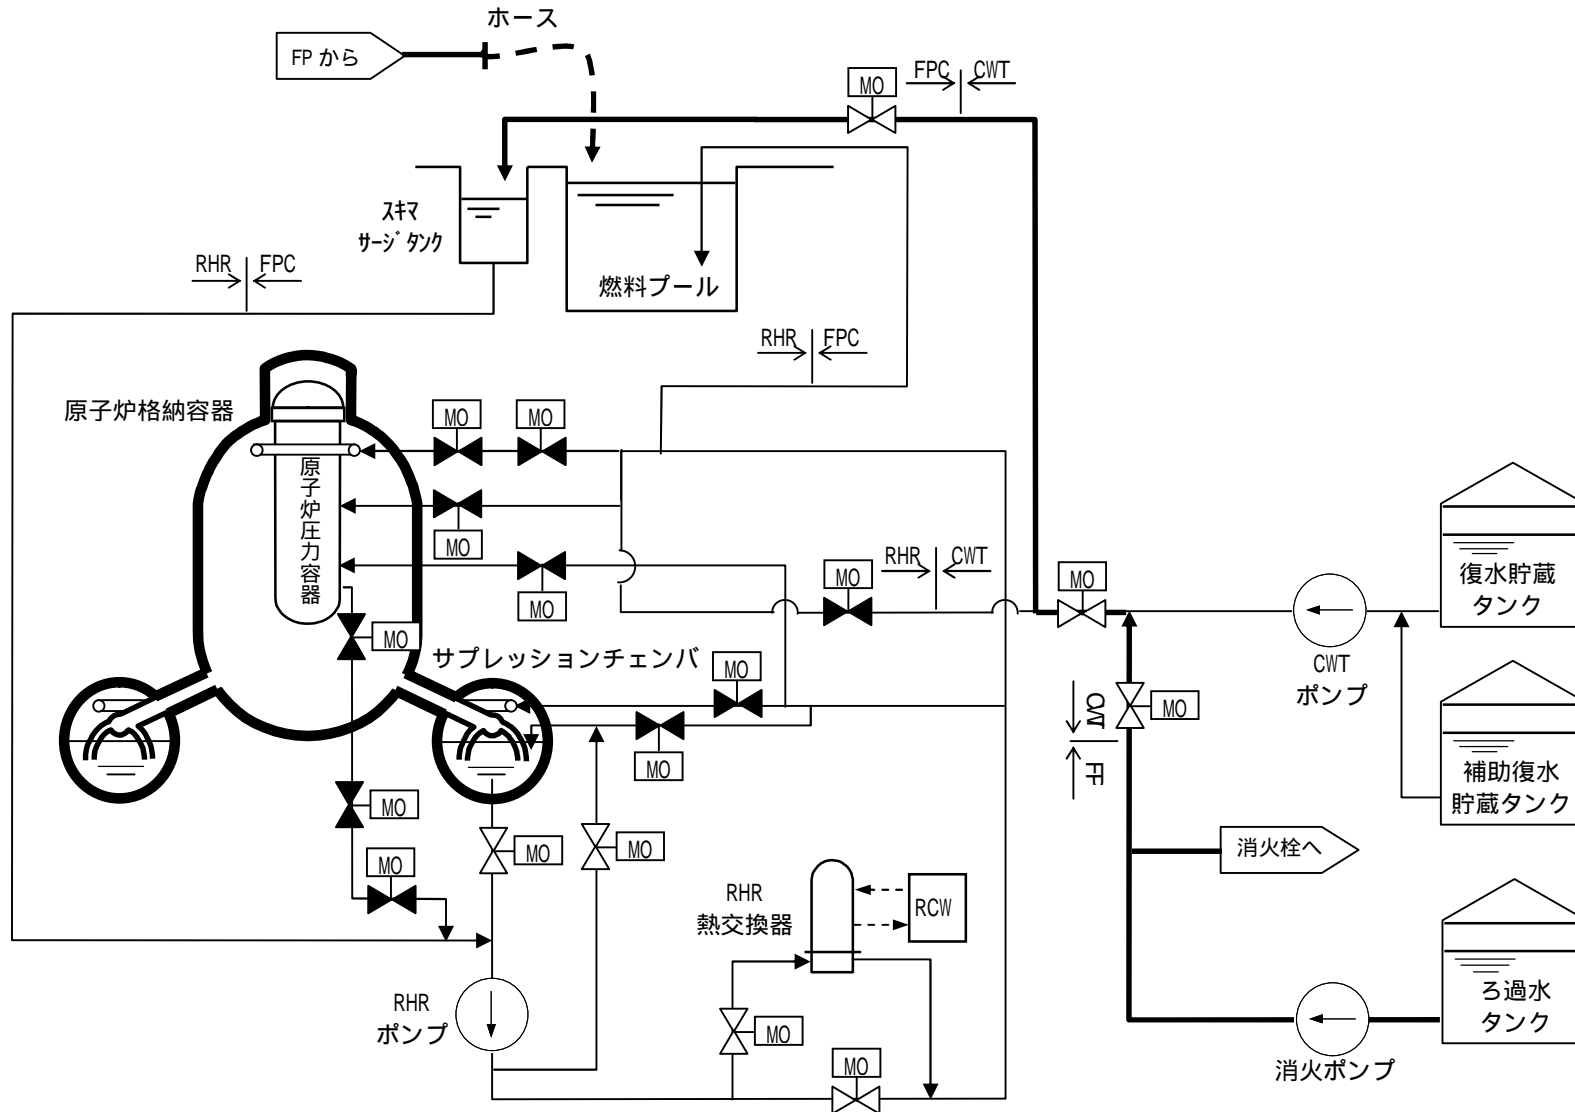 ホース
FP から
MO
FPC
CWT
スキマ
サージタンク
RHR
FPC
燃料プール
RHR
FPC
原子炉格納容器
MO
MO
原子炉圧力容器
MO
MO
MO
RHR
CWT
MO
MO
サプレッションチェンバ
MO
MO
CWT
FF
MO
CWT
ポンプ
復水貯蔵
タンク
補助復水
貯蔵タンク
MO
MO
MO
MO
消火栓へ
RHR
熱交換器
RCW
RHR
ポンプ
MO
MO
ろ過水
タンク
消火ポンプ